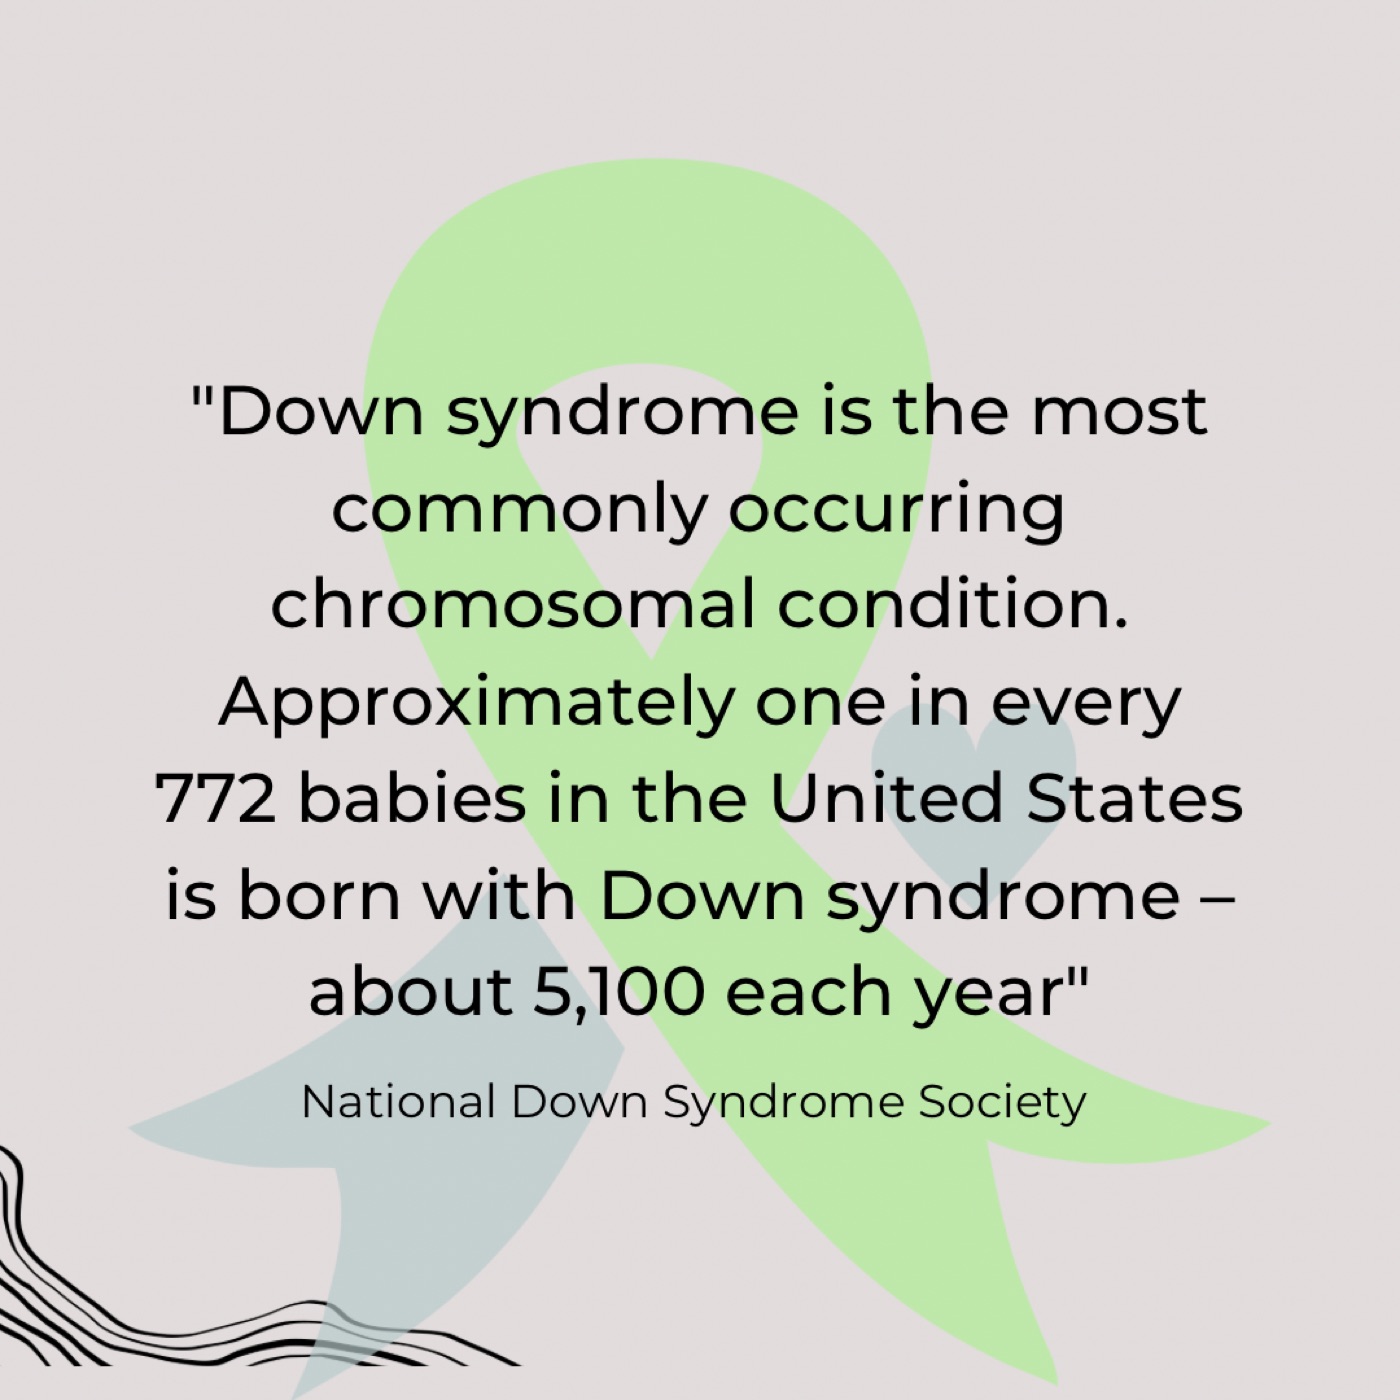 "Down syndrome is the most
commonly occurring
chromosomal condition.
Approximately one in every
772 babies in the United States
is born with Down syndrome –
about 5,100 each year"
National Down Syndrome Society